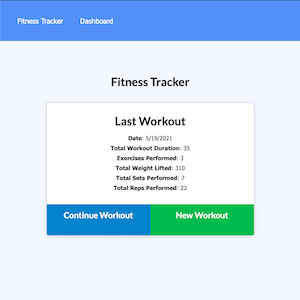 Fitness Tracker Dashboard
Fitness Tracker
Last Workout
Date: 5/19/2021
Total Workout Duration: 35
Exercises Performed: 3
Total Weight Lifted: 310
Total Sets Performed: 7
Total Reps Performed: 22
Continue Workout New Workout